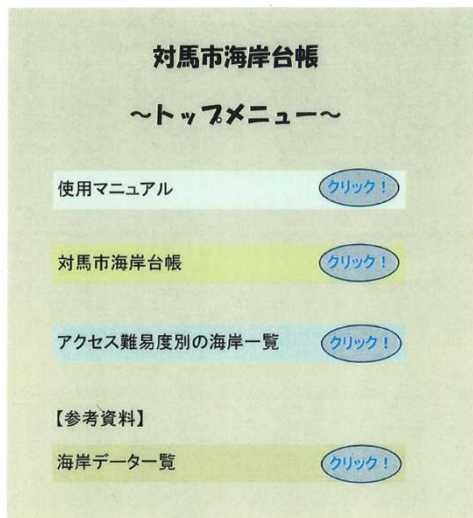 対馬市海岸台帳
～トップメニュー～
使用マニュアル クリック！
対馬市海岸台帳 クリック！
アクセス難易度別の海岸一覧 クリック！
【参考資料】
海岸データ一覧 クリック！